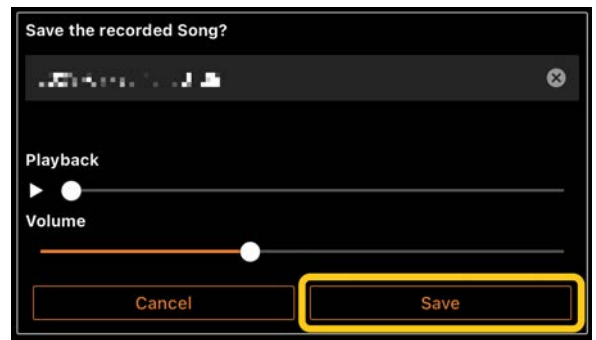 Save the recorded Song?
Playback
Volume
Cancel
Save